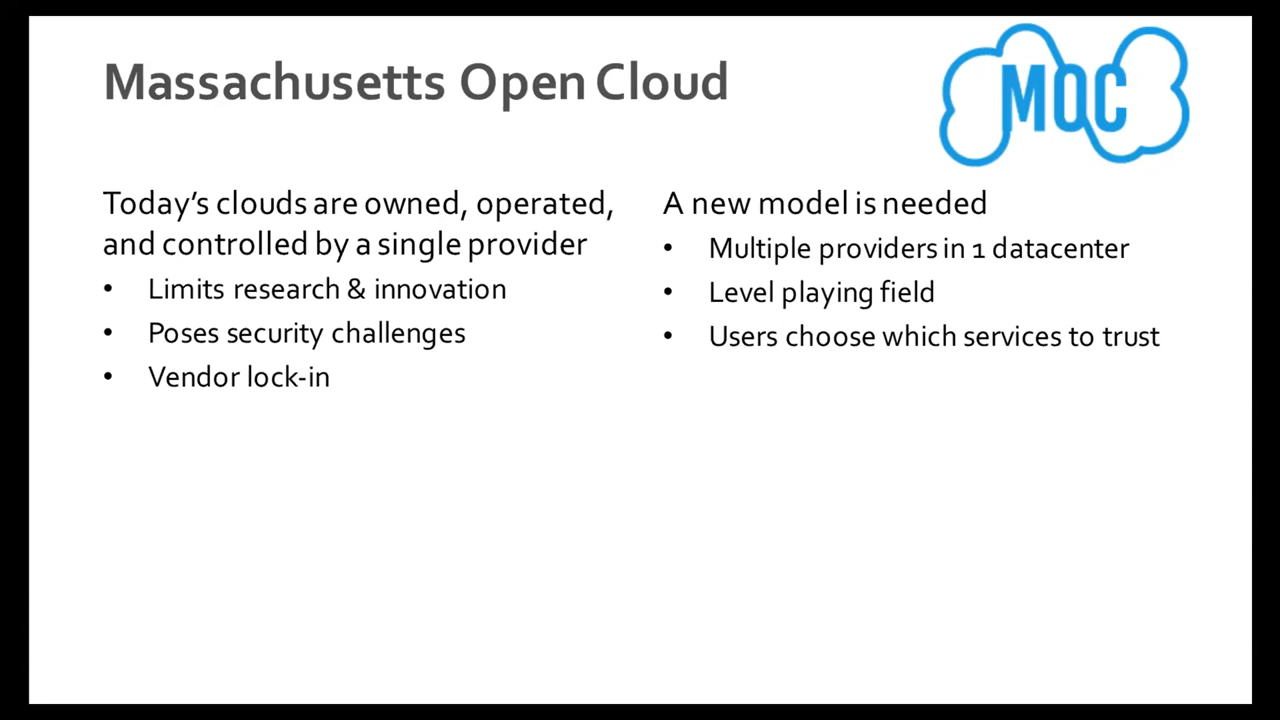 Massachusetts Open Cloud
MOC
Today’s clouds are owned, operated,
and controlled by a single provider
• Limits research & innovation
• Poses security challenges
• Vendor lock-in
A new model is needed
• Multiple providers in 1 datacenter
• Level playing field
• Users choose which services to trust